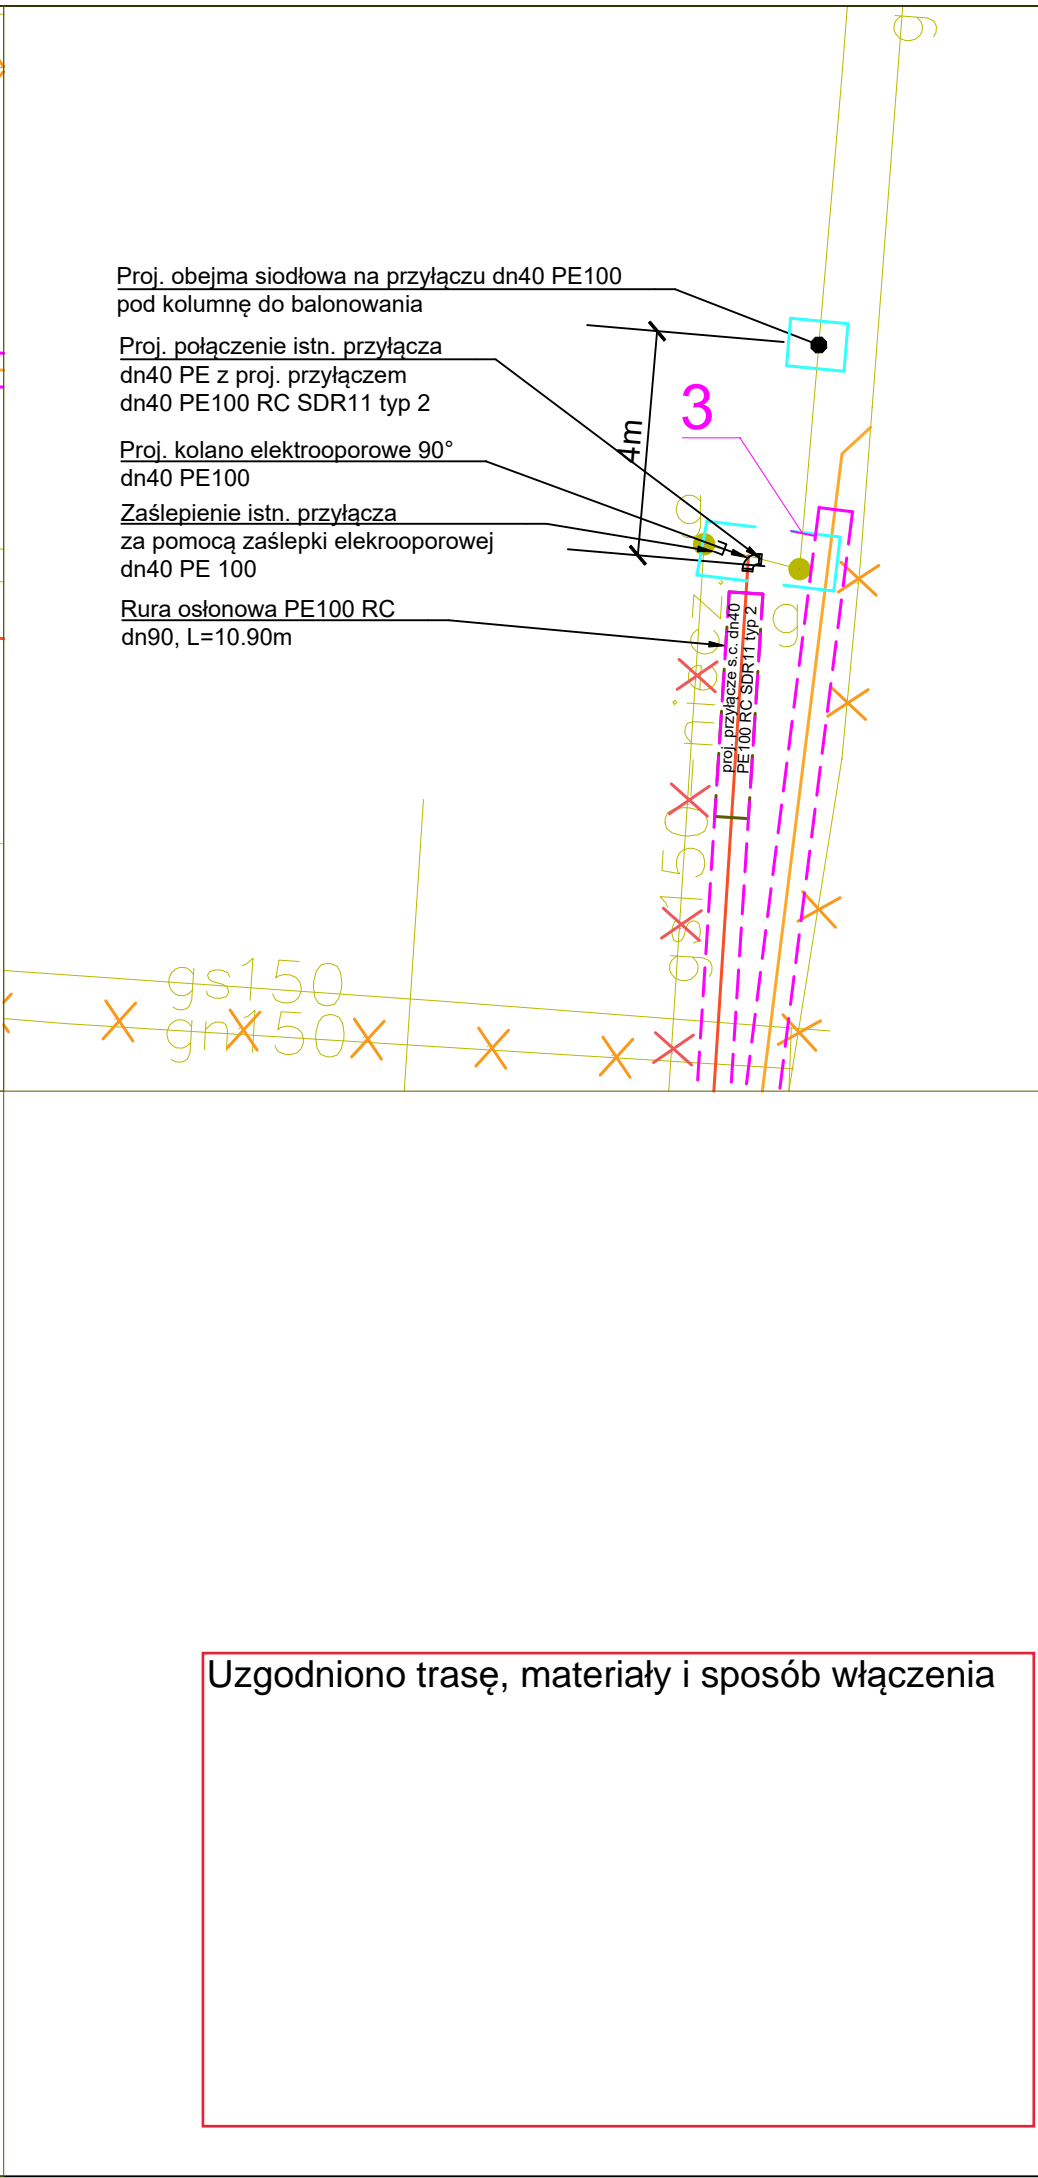 g
Proj. obejma siodłowa na przyłączu dn40 PE100
pod kolumnę do balonowania
Proj. połączenie istn. przyłącza
dn40 PE z proj. przyłączem
dn40 PE100 RC SDR11 typ 2
3
4m
Proj. kolano elektrooporowe 90°
dn40 PE100
g
Zaślepienie istn. przyłącza
za pomocą zaślepki elekrooporowej
dn40 PE 100
Rura osłonowa PE100 RC
dn90, L=10.90m
g
proj. przyłącze s.c. dn40
PE100 RC SDR11 typ 2
gs150
gs150
gn150
Uzgodniono trasę, materiały i sposób włączenia